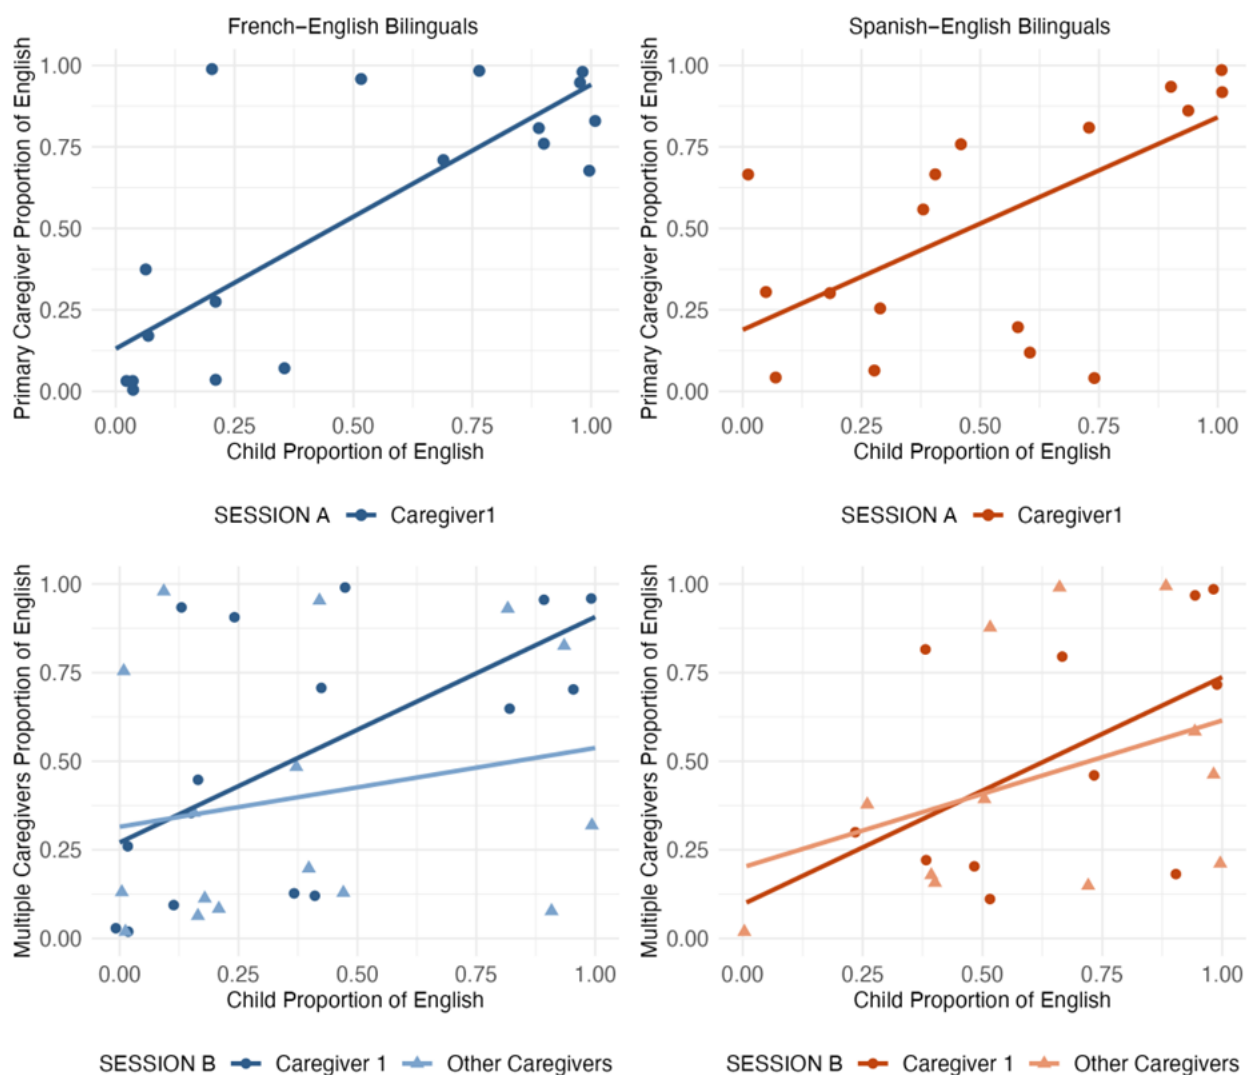 French−English Bilinguals
Primary Caregiver Proportion of English
1.00
0.75
0.50
0.25
0.00
0.00 0.25 0.50 0.75 1.00
Child Proportion of English
SESSION A Caregiver1
Spanish−English Bilinguals
Primary Caregiver Proportion of English
1.00
0.75
0.50
0.25
0.00
0.00 0.25 0.50 0.75 1.00
Child Proportion of English
SESSION A Caregiver1
Multiple Caregivers Proportion of English
1.00
0.75
0.50
0.25
0.00
0.00 0.25 0.50 0.75 1.00
Child Proportion of English
SESSION B Caregiver 1 Other Caregivers
Multiple Caregivers Proportion of English
1.00
0.75
0.50
0.25
0.00
0.00 0.25 0.50 0.75 1.00
Child Proportion of English
SESSION B Caregiver 1 Other Caregivers